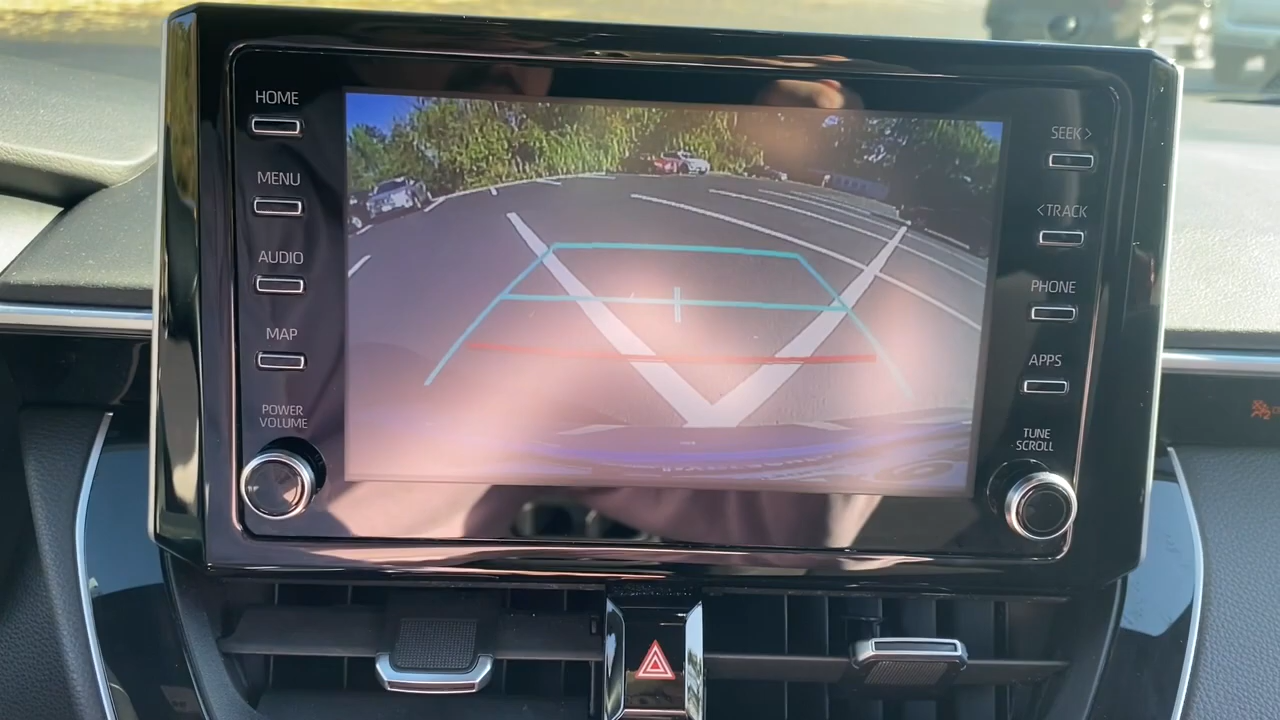 HOME
MENU
AUDIO
MAP
POWER
VOLUME
SEEK >
< TRACK
PHONE
APPS
TUNE
SCROLL